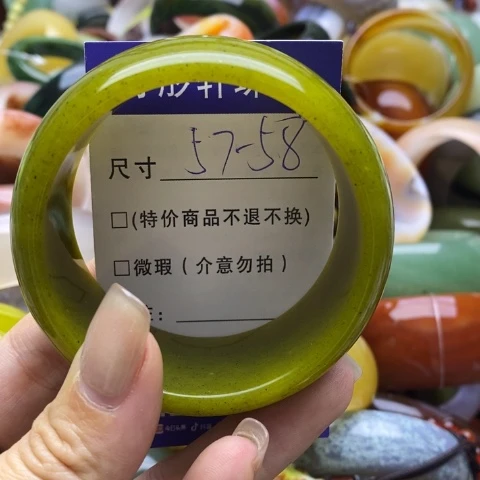 尺寸 57-58
□(特价商品不退不换)
□微瑕(介意勿拍)